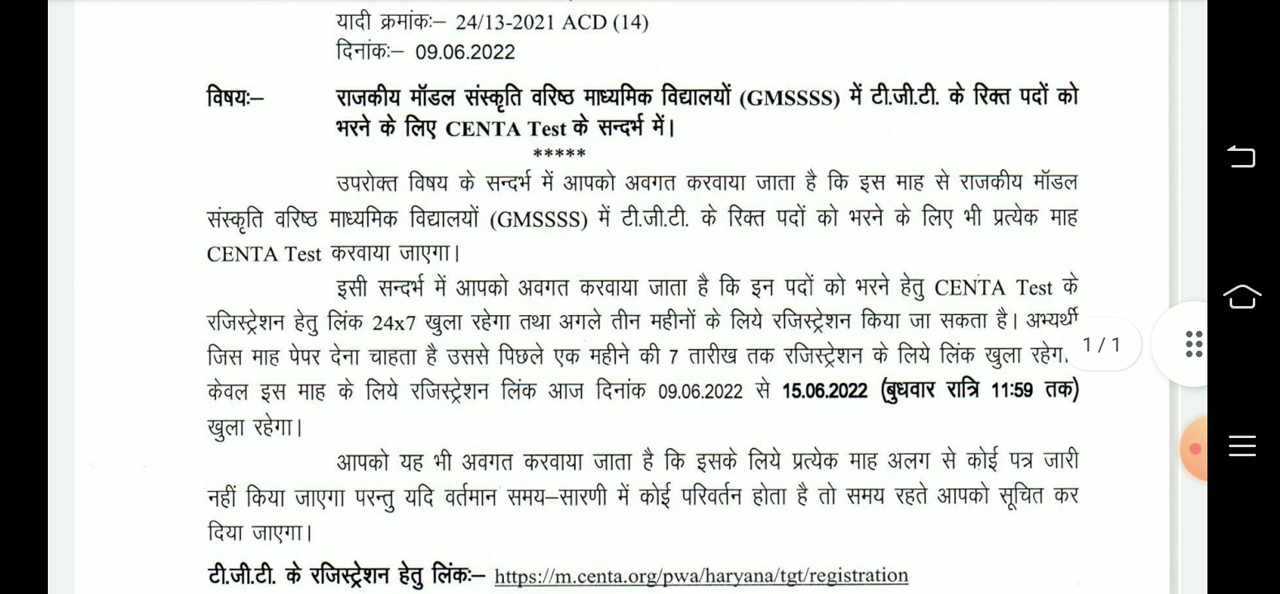 यादी क्रमांकः– 24/13-2021 ACD (14)
दिनांकः– 09.06.2022
विषयः– राजकीय मॉडल संस्कृति वरिष्ठ माध्यमिक विद्यालयों (GMSSSS) में टी.जी.टी. के रिक्त पदों को
भरने के लिए CENTA Test के सन्दर्भ में।
*****
उपरोक्त विषय के सन्दर्भ में आपको अवगत करवाया जाता है कि इस माह से राजकीय मॉडल
संस्कृति वरिष्ठ माध्यमिक विद्यालयों (GMSSSS) में टी.जी.टी. के रिक्त पदों को भरने के लिए भी प्रत्येक माह
CENTA Test करवाया जाएगा।
इसी सन्दर्भ में आपको अवगत करवाया जाता है कि इन पदों को भरने हेतु CENTA Test के
रजिस्ट्रेशन हेतु लिंक 24x7 खुला रहेगा तथा अगले तीन महीनों के लिये रजिस्ट्रेशन किया जा सकता है। अभ्यर्थी
जिस माह पेपर देना चाहता है उससे पिछले एक महीने की 7 तारीख तक रजिस्ट्रेशन के लिये लिंक खुला
केवल इस माह के लिये रजिस्ट्रेशन लिंक आज दिनांक 09.06.2022 से 15.06.2022 (बुधवार रात्रि 11:59 तक)
खुला रहेगा।
आपको यह भी अवगत करवाया जाता है कि इसके लिये प्रत्येक माह अलग से कोई पत्र जारी
नहीं किया जाएगा परन्तु यदि वर्तमान समय–सारणी में कोई परिवर्तन होता है तो समय रहते आपको सूचित कर
दिया जाएगा।
टी.जी.टी. के रजिस्ट्रेशन हेतु लिंकः– https://m.centa.org/pwa/haryana/tgt/registration
1 / 1